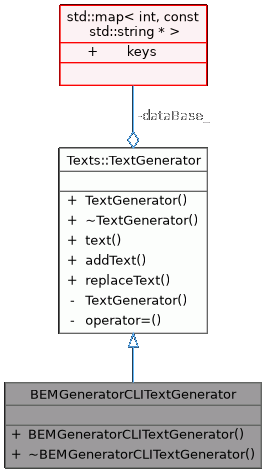 std::map< int, const
std::string * >
+ keys
-dataBase_
Texts::TextGenerator
+ TextGenerator()
+ ~TextGenerator()
+ text()
+ addText()
+ replaceText()
- TextGenerator()
- operator=()
BEMGeneratorCLITextGenerator
+ BEMGeneratorCLITextGenerator()
+ ~BEMGeneratorCLITextGenerator()